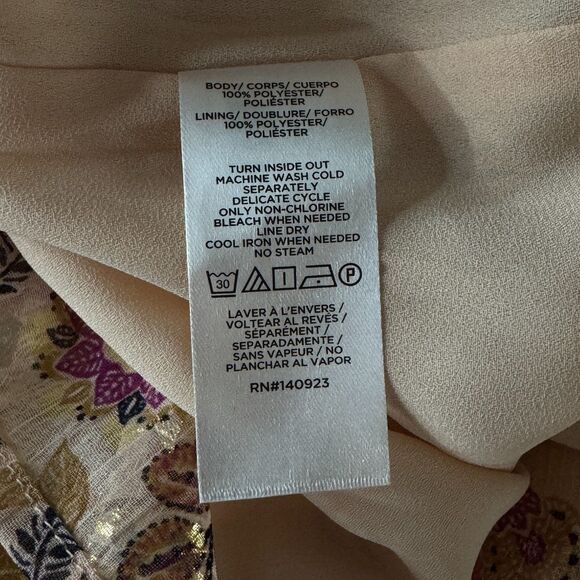 BODY/ CORPS/ CUERPO
100% POLYESTER/
POLIÉSTER
LINING/ DOUBLURE/ FORRO
100% POLYESTER/
POLIÉSTER
TURN INSIDE OUT
MACHINE WASH COLD
SEPARATELY
DELICATE CYCLE
ONLY NON-CHLORINE
BLEACH WHEN NEEDED
LINE DRY
COOL IRON WHEN NEEDED
NO STEAM
30 P
LAVER À L'ENVERS /
VOLTEAR AL REVÉS /
SÉPARÉMENT /
SEPARADAMENTE /
SANS VAPEUR / NO
PLANCHAR AL VAPOR
RN#140923